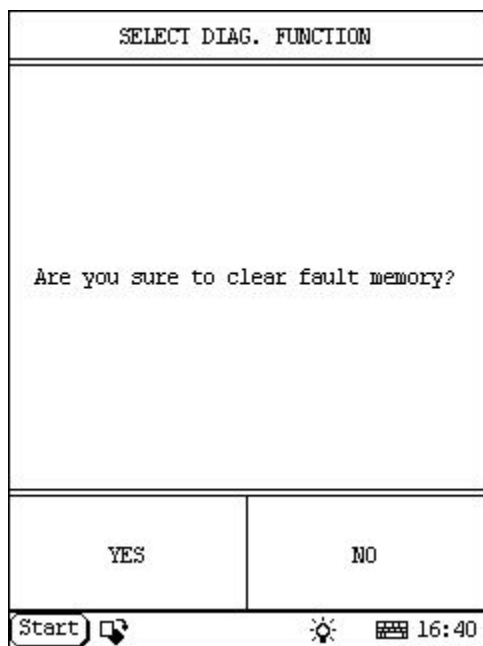 SELECT DIAG. FUNCTION
Are you sure to clear fault memory?
YES NO
Start 16:40